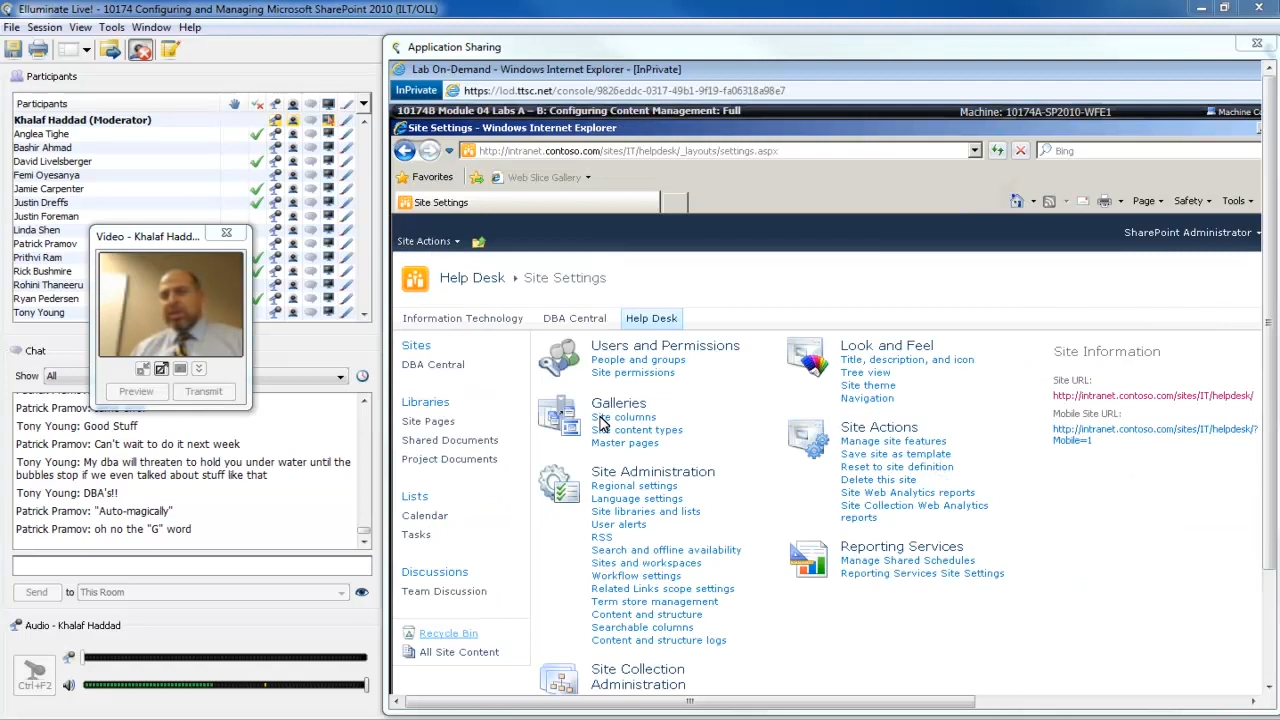 Elluminate Live! - 10174 Configuring and Managing Microsoft SharePoint 2010 (ILT/OLL)
File Session View Tools Window Help
Participants
Participants
Khalaf Haddad (Moderator)
Anglea Tighe
Bashir Ahmad
David Livelsberger
Femi Oyesanya
Jamie Carpenter
Justin Dreffs
Justin Foreman
Linda Shen
Patrick Pramov
Prithvi Ram
Rick Bushmire
Rohini Thaneeru
Ryan Pedersen
Tony Young
Video - Khalaf Hadd...
Preview Transmit
Chat
Show All
Tony Young: Good Stuff
Patrick Pramov: Can't wait to do it next week
Tony Young: My dba will threaten to hold you under water until the
bubbles stop if we even talked about stuff like that
Tony Young: DBA's!!
Patrick Pramov: "Auto-magically"
Patrick Pramov: oh no the "G" word
Send to This Room
Audio - Khalaf Haddad
Ctrl+F2
Application Sharing
Lab On-Demand - Windows Internet Explorer - [InPrivate]
InPrivate https://lod.ttsc.net/console/9826eddc-0317-49b1-9f19-fa06318a98e7
10174B Module 04 Labs A – B: Configuring Content Management: Full Machine: 10174A-SP2010-WFE1 Machine Co
Site Settings - Windows Internet Explorer
http://intranet.contoso.com/sites/IT/helpdesk/_layouts/settings.aspx Bing
Favorites Web Slice Gallery
Site Settings Page Safety Tools
Site Actions SharePoint Administrator
Help Desk Site Settings
Information Technology DBA Central Help Desk
Sites
DBA Central
Libraries
Site Pages
Shared Documents
Project Documents
Lists
Calendar
Tasks
Discussions
Team Discussion
Recycle Bin
All Site Content
Users and Permissions
People and groups
Site permissions
Galleries
Site columns
Site content types
Master pages
Site Administration
Regional settings
Language settings
Site libraries and lists
User alerts
RSS
Search and offline availability
Sites and workspaces
Workflow settings
Related Links scope settings
Term store management
Content and structure
Searchable columns
Content and structure logs
Site Collection
Administration
Look and Feel
Title, description, and icon
Tree view
Site theme
Navigation
Site Actions
Manage site features
Save site as template
Reset to site definition
Delete this site
Site Web Analytics reports
Site Collection Web Analytics
reports
Reporting Services
Manage Shared Schedules
Reporting Services Site Settings
Site Information
Site URL:
http://intranet.contoso.com/sites/IT/helpdesk/
Mobile Site URL:
http://intranet.contoso.com/sites/IT/helpdesk/?
Mobile=1